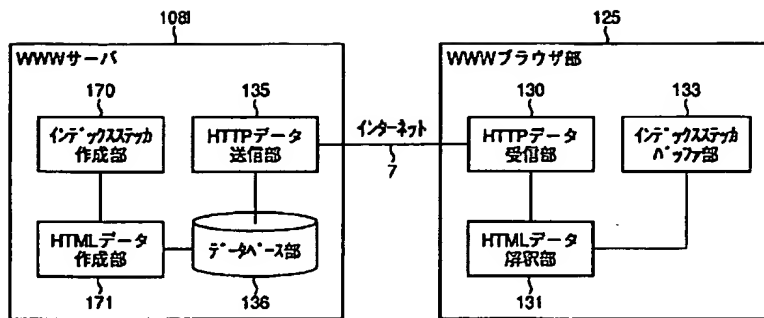 108i
125
WWWサーバ
WWWブラウザ部
170
135
130
133
インデックスステッカ
作成部
HTTPデータ
送信部
インターネット
7
HTTPデータ
受信部
インデックスステッカ
バッファ部
HTMLデータ
作成部
データベース部
HTMLデータ
解釈部
171
136
131